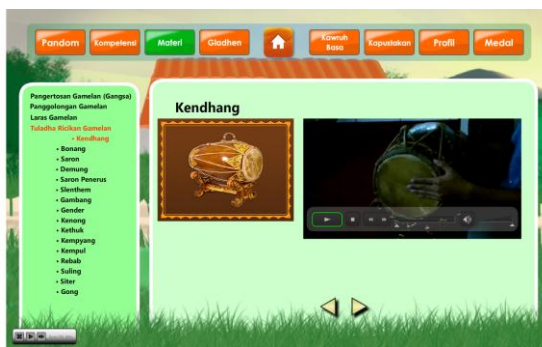 Pandom
Kompetensi
Materi
Gladhen
Kawruh
Basa
Kapustakan
Profil
Medal
Pangertosan Gamelan (Gangsa)
Panggolongan Gamelan
Laras Gamelan
Tuladha Ricikan Gamelan
• Kendhang
• Bonang
• Saron
• Demung
• Saron Penerus
• Slenthem
• Gambang
• Gender
• Kenong
• Kethuk
• Kempyang
• Kempul
• Rebab
• Suling
• Siter
• Gong
Kendhang